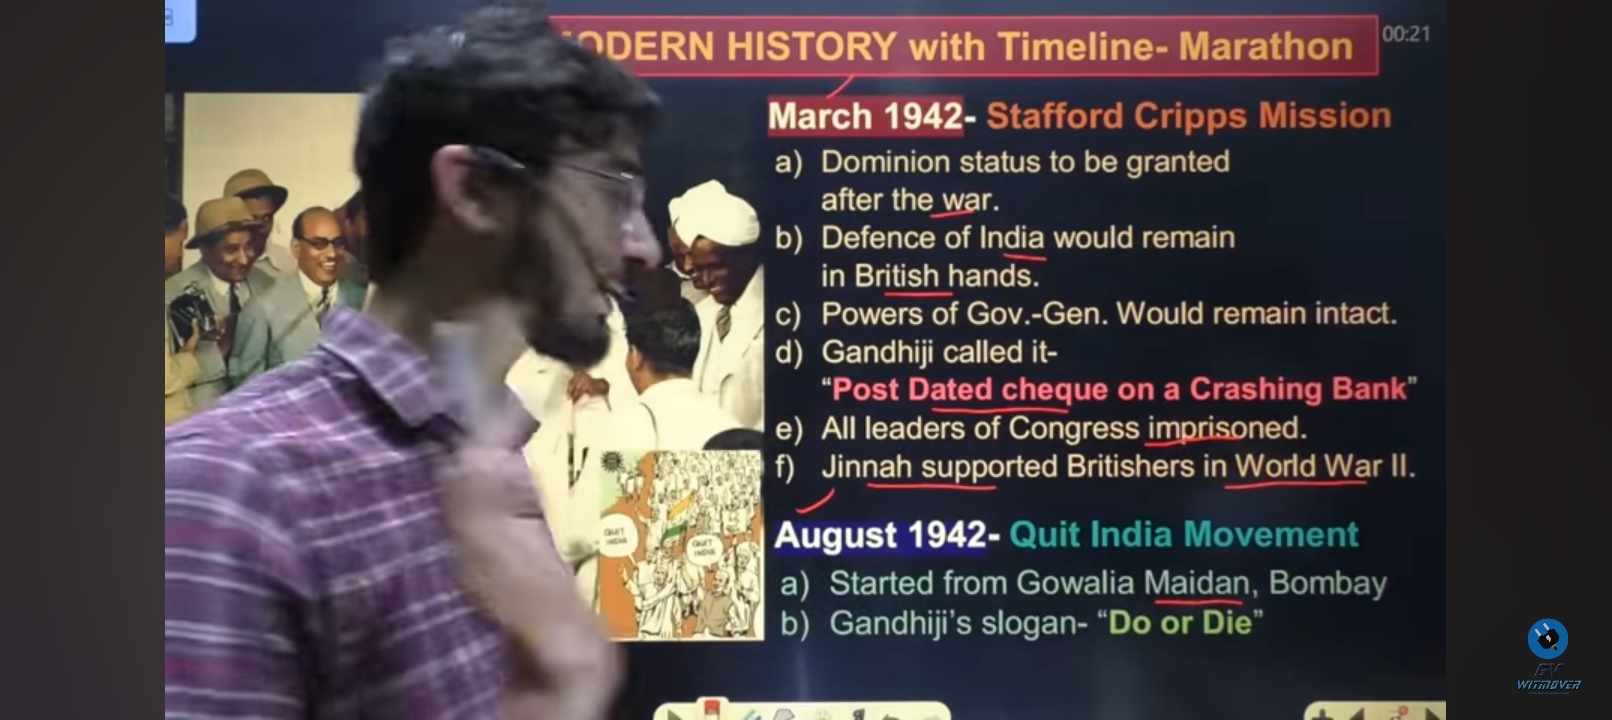 ODERN HISTORY with Timeline- Marathon
00:21
March 1942- Stafford Cripps Mission
a) Dominion status to be granted
after the war.
b) Defence of India would remain
in British hands.
c) Powers of Gov.-Gen. Would remain intact.
d) Gandhiji called it-
“Post Dated cheque on a Crashing Bank”
e) All leaders of Congress imprisoned.
f) Jinnah supported Britishers in World War II.
August 1942- Quit India Movement
a) Started from Gowalia Maidan, Bombay
b) Gandhiji’s slogan- “Do or Die”
QUIT
INDIA
QUIT
INDIA
GY
WITMOVER